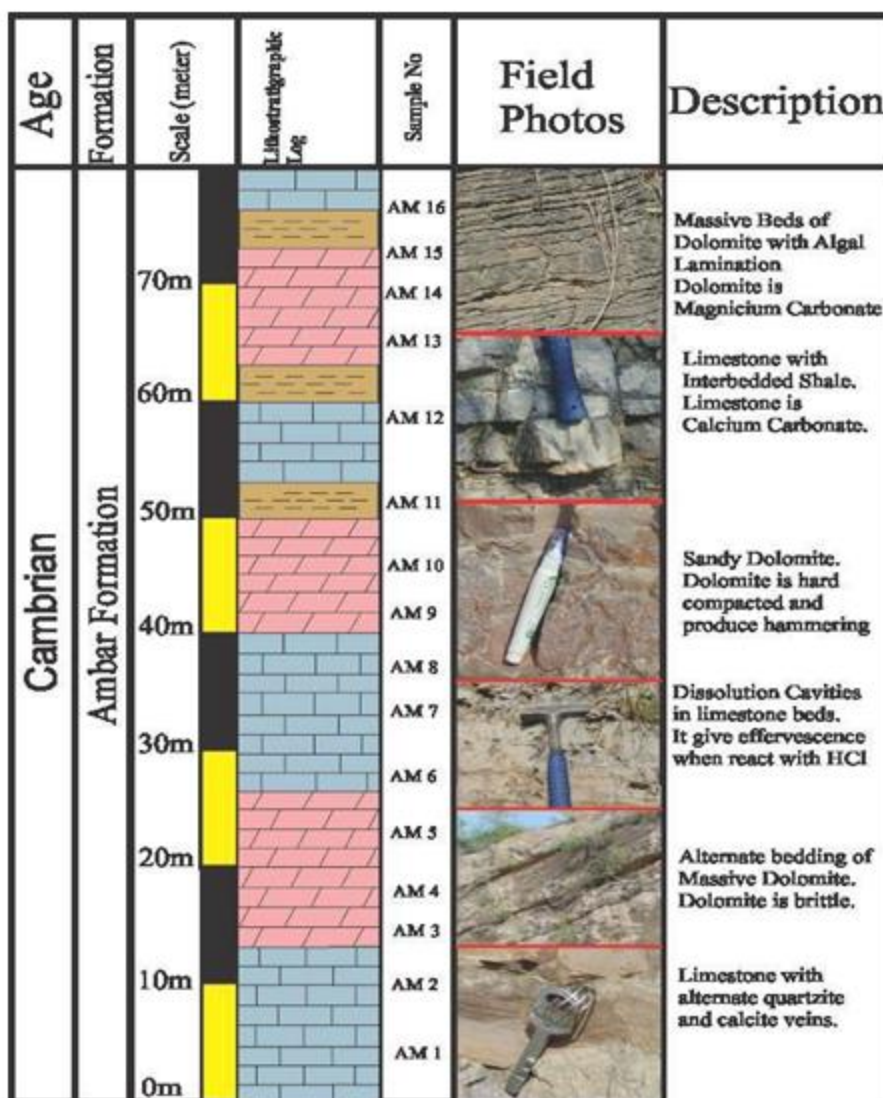 Age
Formation
Scale (meter)
Lithostratigraphic
Log
Sample No
Field
Photos
Description
Cambrian
Ambar Formation
70m
60m
50m
40m
30m
20m
10m
0m
AM 16
AM 15
AM 14
AM 13
AM 12
AM 11
AM 10
AM 9
AM 8
AM 7
AM 6
AM 5
AM 4
AM 3
AM 2
AM 1
Massive Beds of
Dolomite with Algal
Lamination
Dolomite is
Magnicium Carbonate
Limestone with
Interbedded Shale.
Limestone is
Calcium Carbonate.
Sandy Dolomite.
Dolomite is hard
compacted and
produce hammering
Dissolution Cavities
in limestone beds.
It give effervescence
when react with HCl
Alternate bedding of
Massive Dolomite.
Dolomite is brittle.
Limestone with
alternate quartzite
and calcite veins.